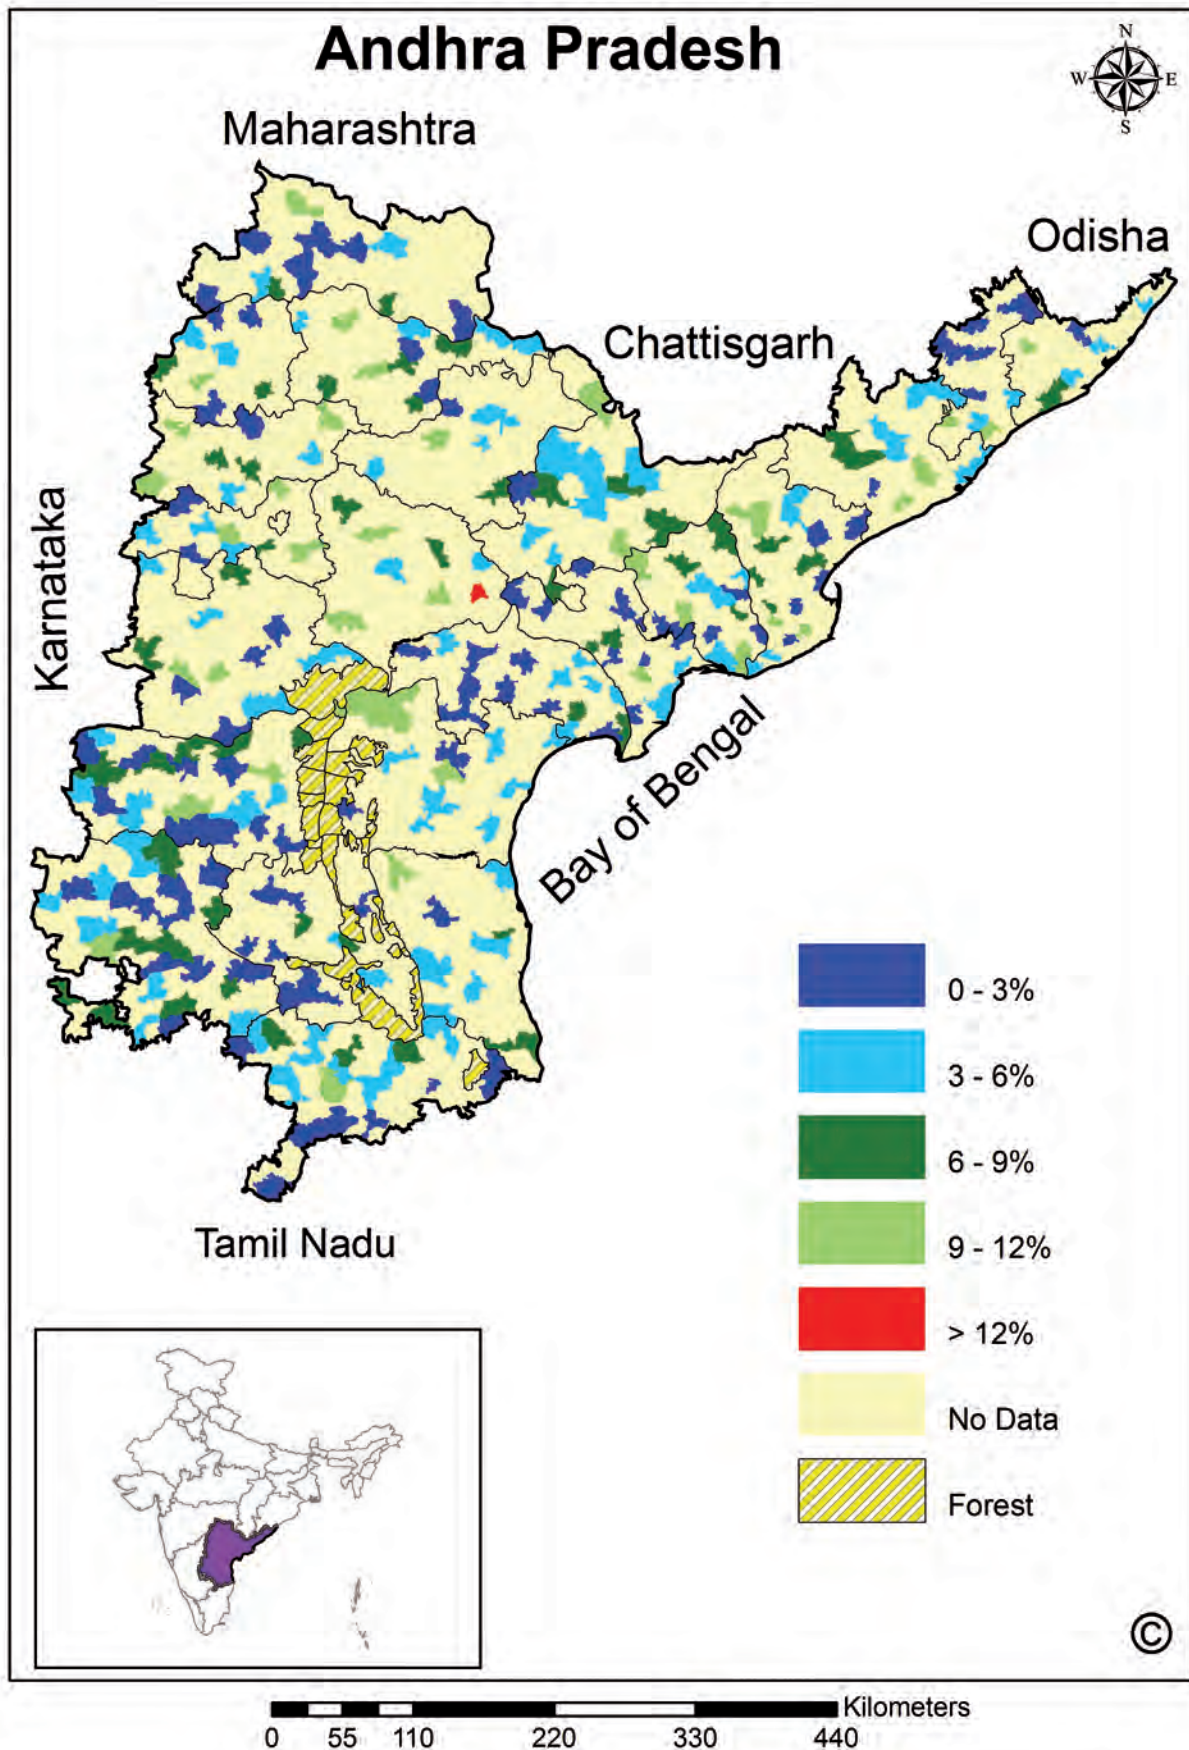 Andhra Pradesh
N
W E
S
Maharashtra
Odisha
Chattisgarh
Karnataka
Bay of Bengal
Tamil Nadu
0 - 3%
3 - 6%
6 - 9%
9 - 12%
> 12%
No Data
Forest
©
Kilometers
0 55 110 220 330 440